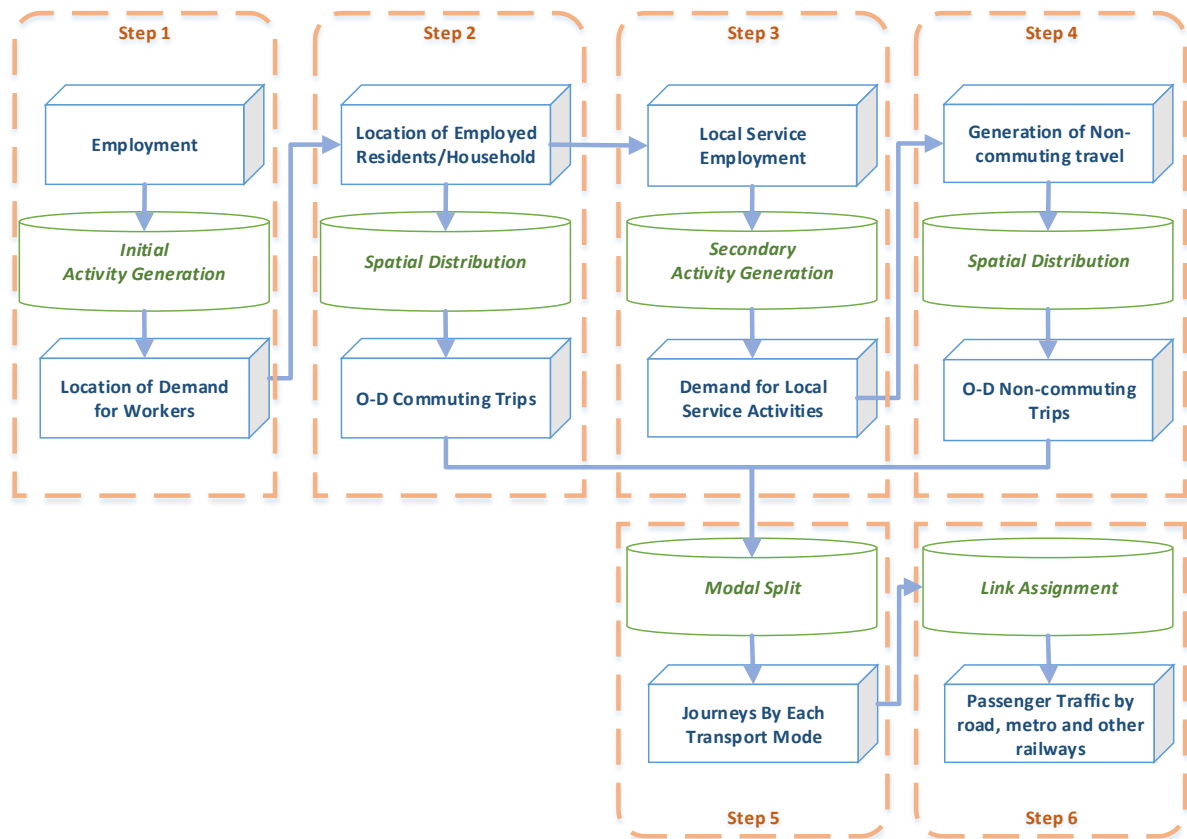 Step 1
Employment
Initial
Activity Generation
Location of Demand
for Workers
Step 2
Location of Employed
Residents/Household
Spatial Distribution
O-D Commuting Trips
Step 3
Local Service
Employment
Secondary
Activity Generation
Demand for Local
Service Activities
Step 4
Generation of Non-
commuting travel
Spatial Distribution
O-D Non-commuting
Trips
Modal Split
Journeys By Each
Transport Mode
Step 5
Link Assignment
Passenger Traffic by
road, metro and other
railways
Step 6